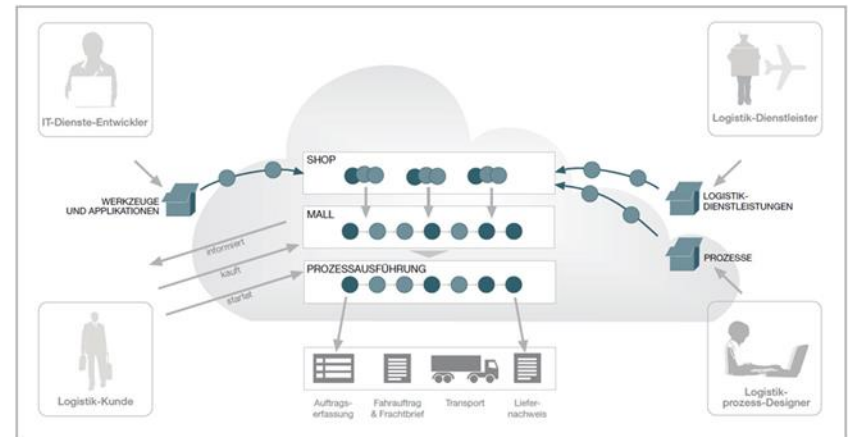 IT-Dienste-Entwickler
Logistik-Dienstleister
SHOP
WERKZEUGE
UND APPLIKATIONEN
LOGISTIK-
DIENSTLEISTUNGEN
MALL
informiert
kauft
startet
PROZESSE
PROZESSAUSFÜHRUNG
Logistik-Kunde
Auftrags-
erfassung
Fahrauftrag
& Frachtbrief
Transport
Liefer-
nachweis
Logistik-
prozess-Designer